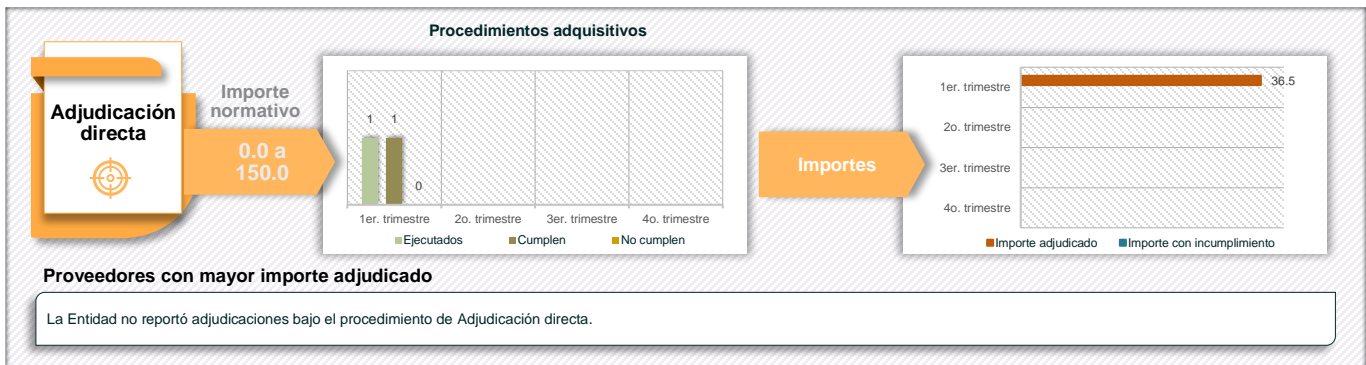 Procedimientos adquisitivos
Adjudicación
directa
Importe
normativo
0.0 a
150.0
1 1
0
1er. trimestre 2o. trimestre 3er. trimestre 4o. trimestre
Ejecutados Cumplen No cumplen
Importes
1er. trimestre 36.5
2o. trimestre
3er. trimestre
4o. trimestre
Importe adjudicado Importe con incumplimiento
Proveedores con mayor importe adjudicado
La Entidad no reportó adjudicaciones bajo el procedimiento de Adjudicación directa.